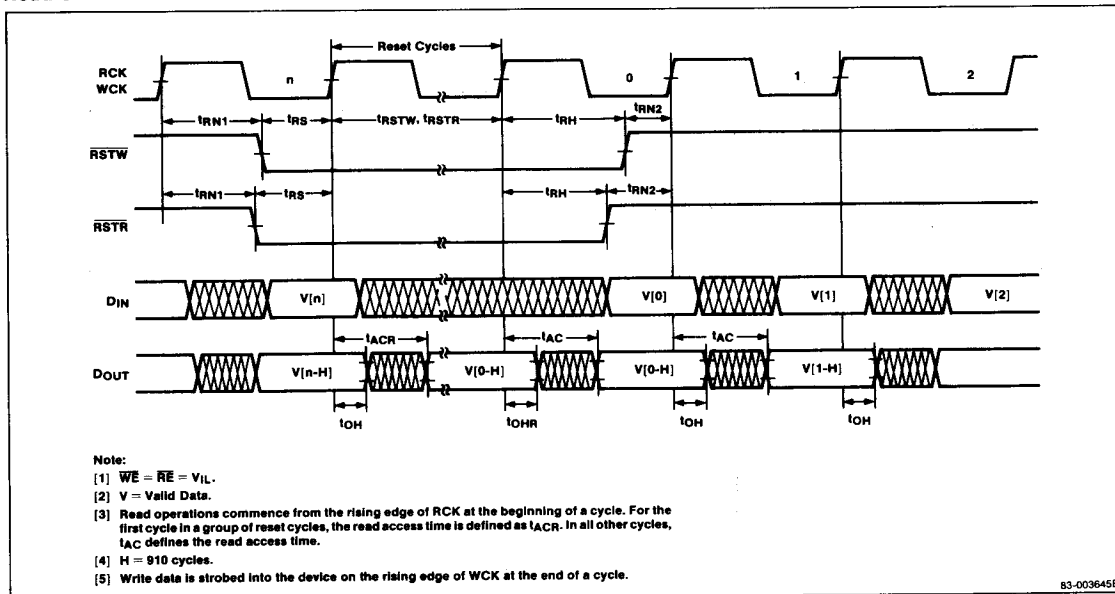 Reset Cycles
RCK
WCK
n 0 1 2
tRN1 tRS tRSTW, tRSTR tRH tRN2
RSTW
tRN1 tRS tRH tRN2
RSTR
DIN V[n] V[0] V[1] V[2]
tACR tAC tAC
DOUT V[n-H] V[0-H] V[0-H] V[1-H]
tOH tOHR tOH tOH
Note:
[1] WE = RE = VIL.
[2] V = Valid Data.
[3] Read operations commence from the rising edge of RCK at the beginning of a cycle. For the
first cycle in a group of reset cycles, the read access time is defined as tACR. In all other cycles,
tAC defines the read access time.
[4] H = 910 cycles.
[5] Write data is strobed into the device on the rising edge of WCK at the end of a cycle.